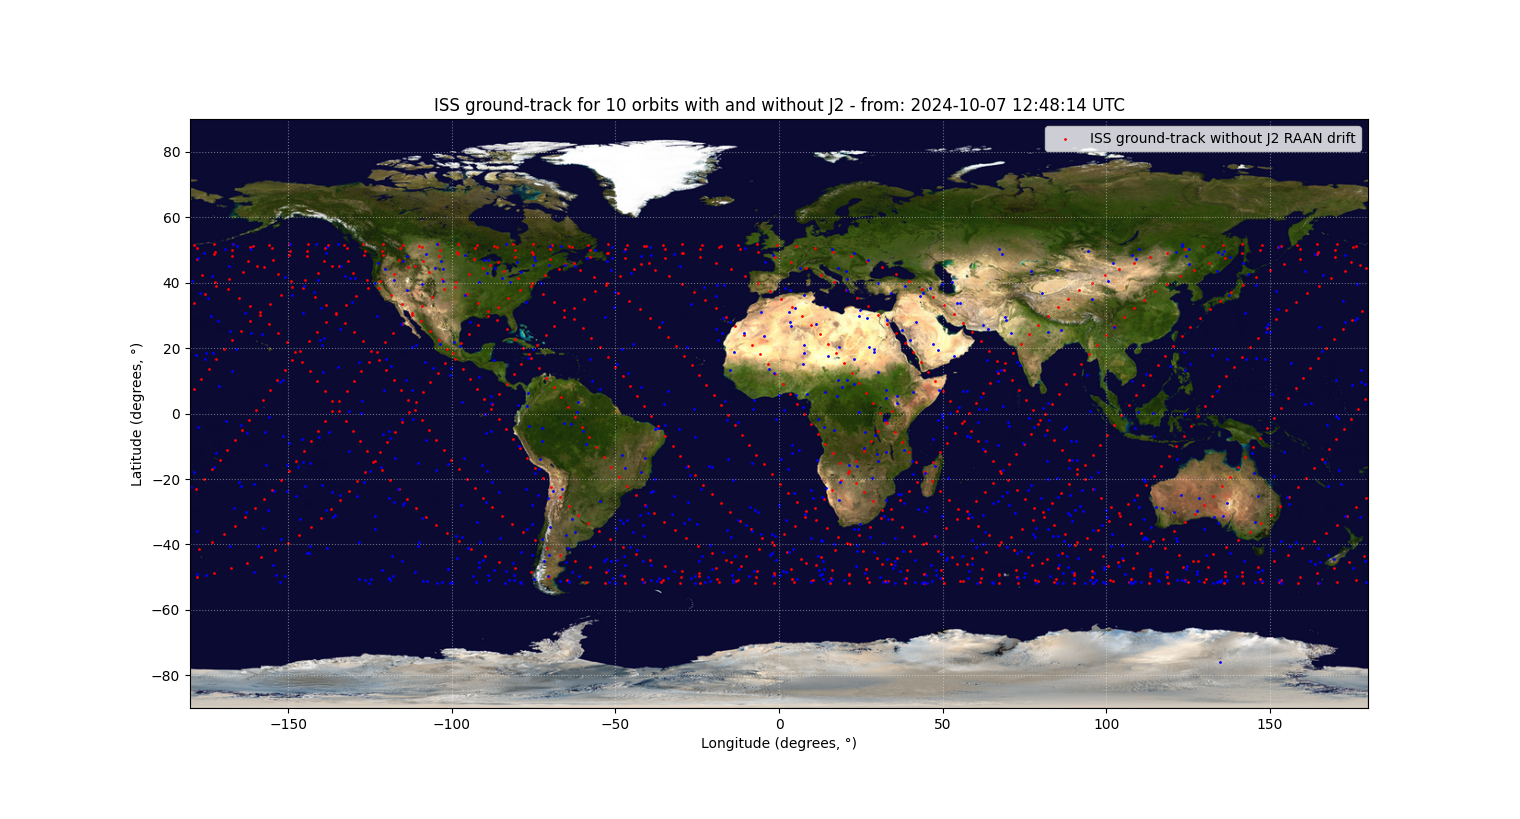 ISS ground-track for 10 orbits with and without J2 - from: 2024-10-07 12:48:14 UTC
ISS ground-track without J2 RAAN drift
80
60
40
20
0
−20
−40
−60
−80
Latitude (degrees, °)
−150 −100 −50 0 50 100 150
Longitude (degrees, °)